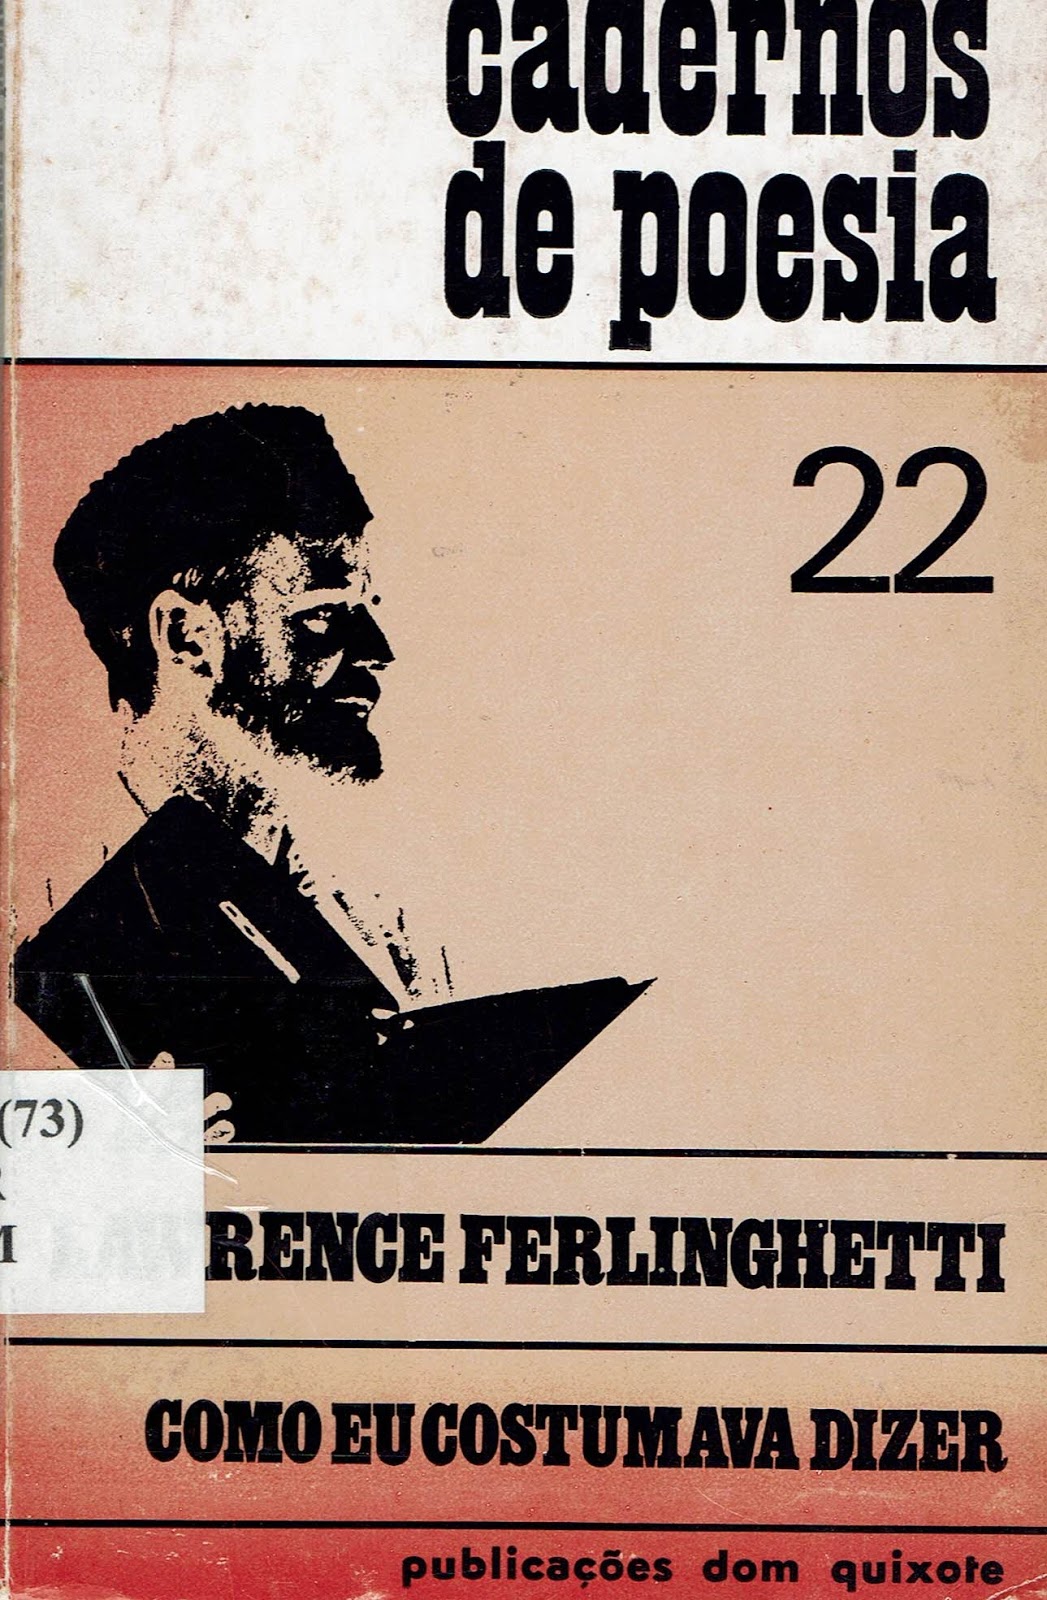 cadernos
de poesia
22
(73)
RENCE FERLINGHETTI
COMO EU COSTUMAVA DIZER
publicações dom quixote